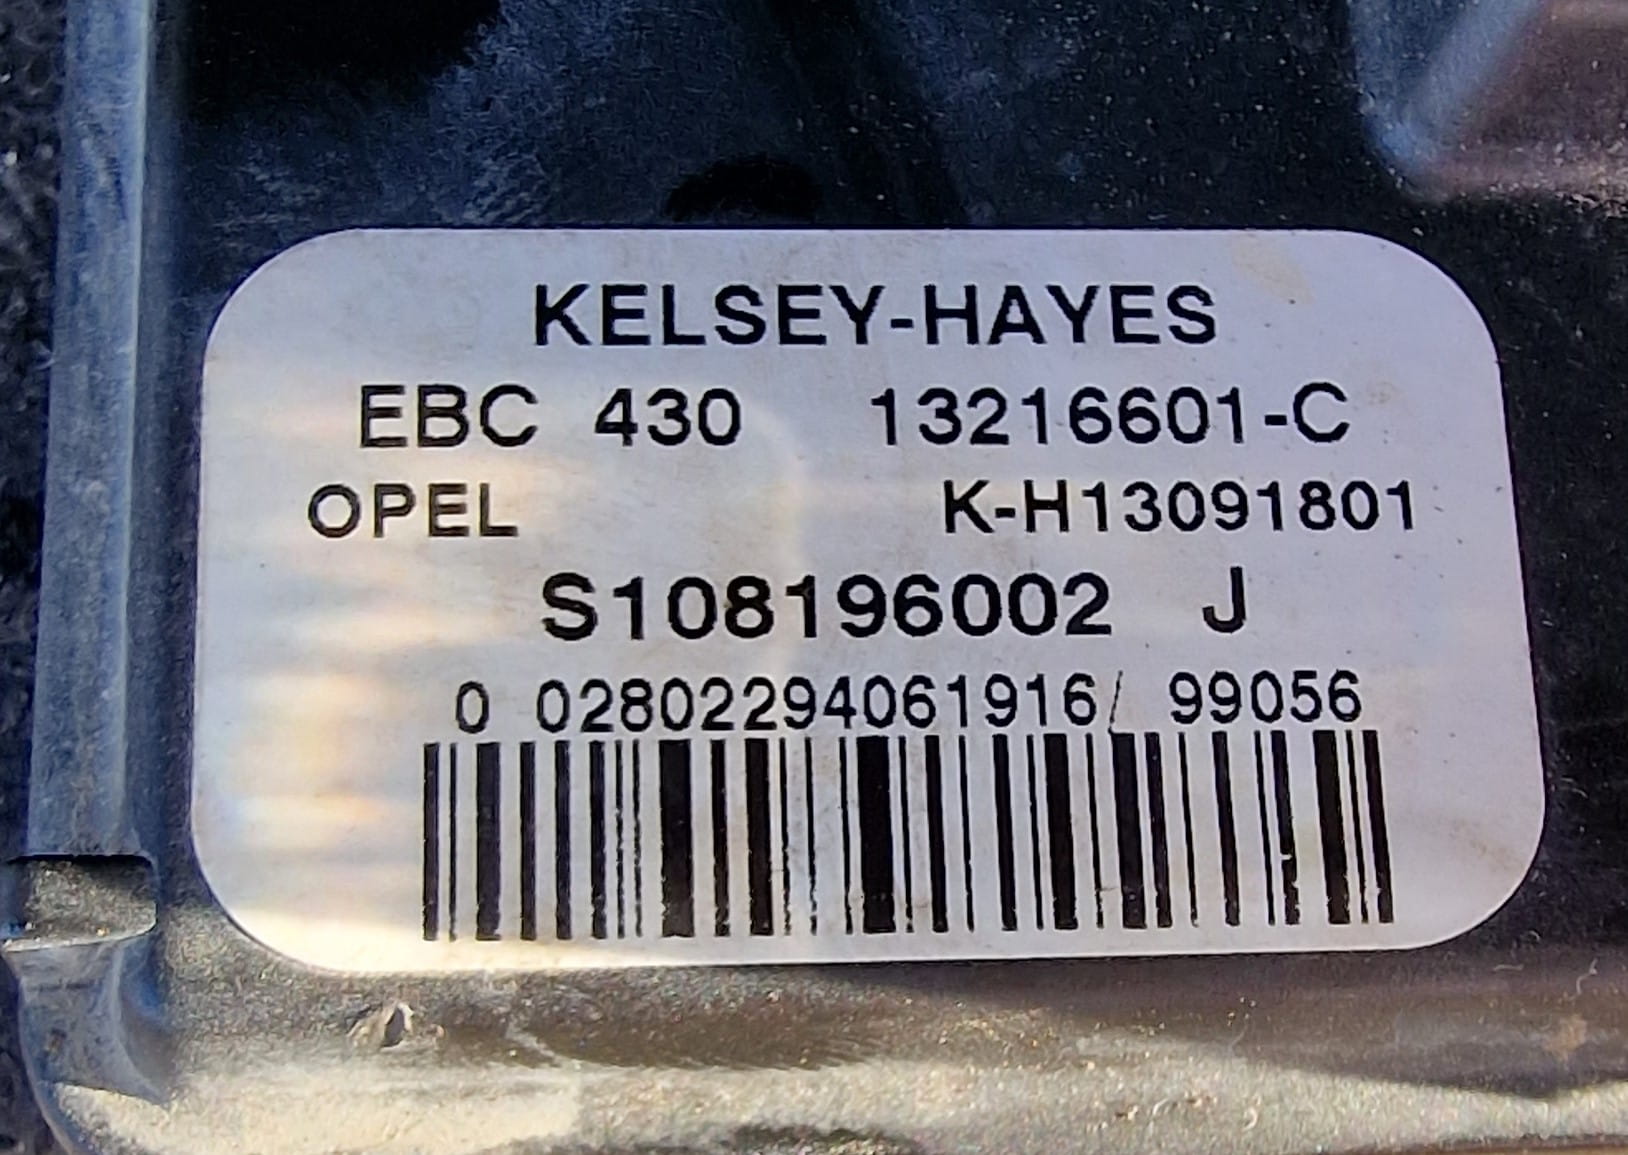 KELSEY-HAYES
EBC 430 13216601-C
OPEL K-H13091801
S108196002 J
0 02802294061916/ 99056